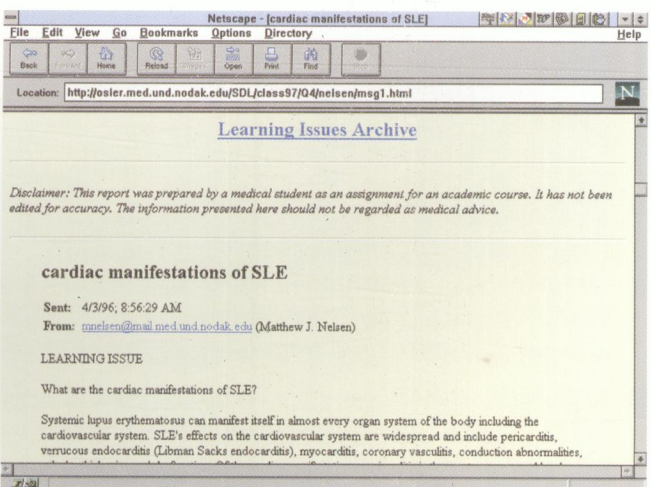 Netscape - [cardiac manifestations of SLE]
File Edit View Go Bookmarks Options Directory Help
Back Forward Home Reload Images Open Print Find Stop
Location: http://osler.med.und.nodak.edu/SDL/class97/Q4/nelsen/msg1.html
N
Learning Issues Archive
Disclaimer: This report was prepared by a medical student as an assignment for an academic course. It has not been
edited for accuracy. The information presented here should not be regarded as medical advice.
cardiac manifestations of SLE
Sent: 4/3/96; 8:56:29 AM
From: mnelsen@mail.med.und.nodak.edu (Matthew J. Nelsen)
LEARNING ISSUE
What are the cardiac manifestations of SLE?
Systemic lupus erythematosus can manifest itself in almost every organ system of the body including the
cardiovascular system. SLE's effects on the cardiovascular system are widespread and include pericarditis,
verrucous endocarditis (Libman Sacks endocarditis), myocarditis, coronary vasculitis, conduction abnormalities,